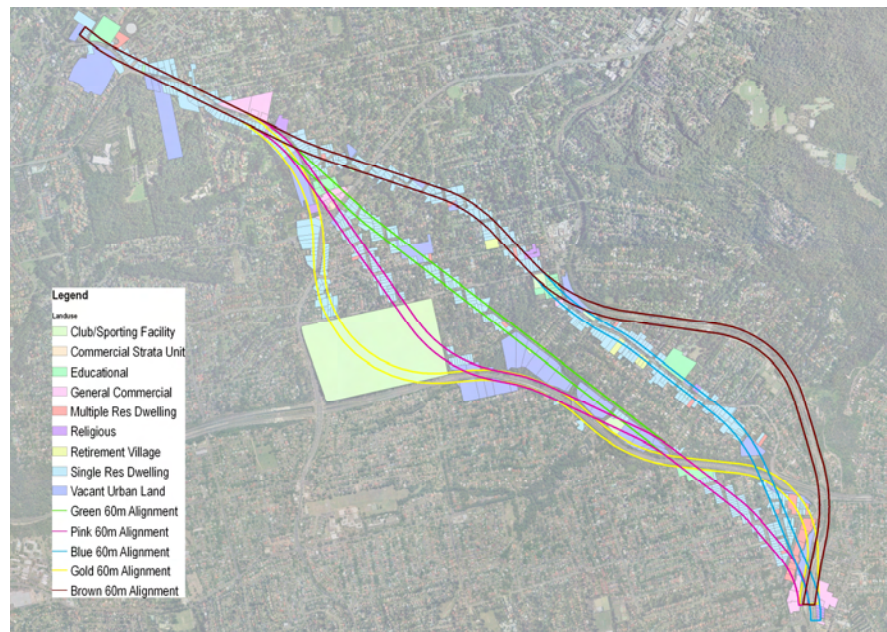 Legend
Landuse
Club/Sporting Facility
Commercial Strata Unit
Educational
General Commercial
Multiple Res Dwelling
Religious
Retirement Village
Single Res Dwelling
Vacant Urban Land
Green 60m Alignment
Pink 60m Alignment
Blue 60m Alignment
Gold 60m Alignment
Brown 60m Alignment